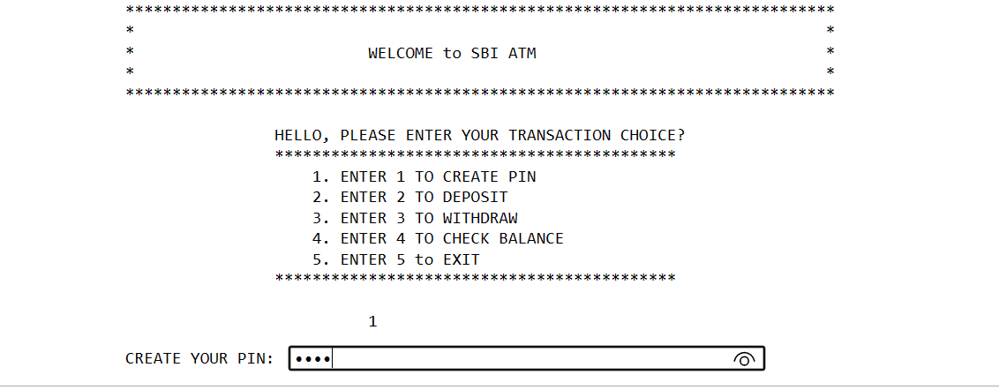 ****************************************************************************
* *
* WELCOME to SBI ATM *
* *
****************************************************************************
HELLO, PLEASE ENTER YOUR TRANSACTION CHOICE?
*******************************************
1. ENTER 1 TO CREATE PIN
2. ENTER 2 TO DEPOSIT
3. ENTER 3 TO WITHDRAW
4. ENTER 4 TO CHECK BALANCE
5. ENTER 5 to EXIT
*******************************************
1
CREATE YOUR PIN: ••••